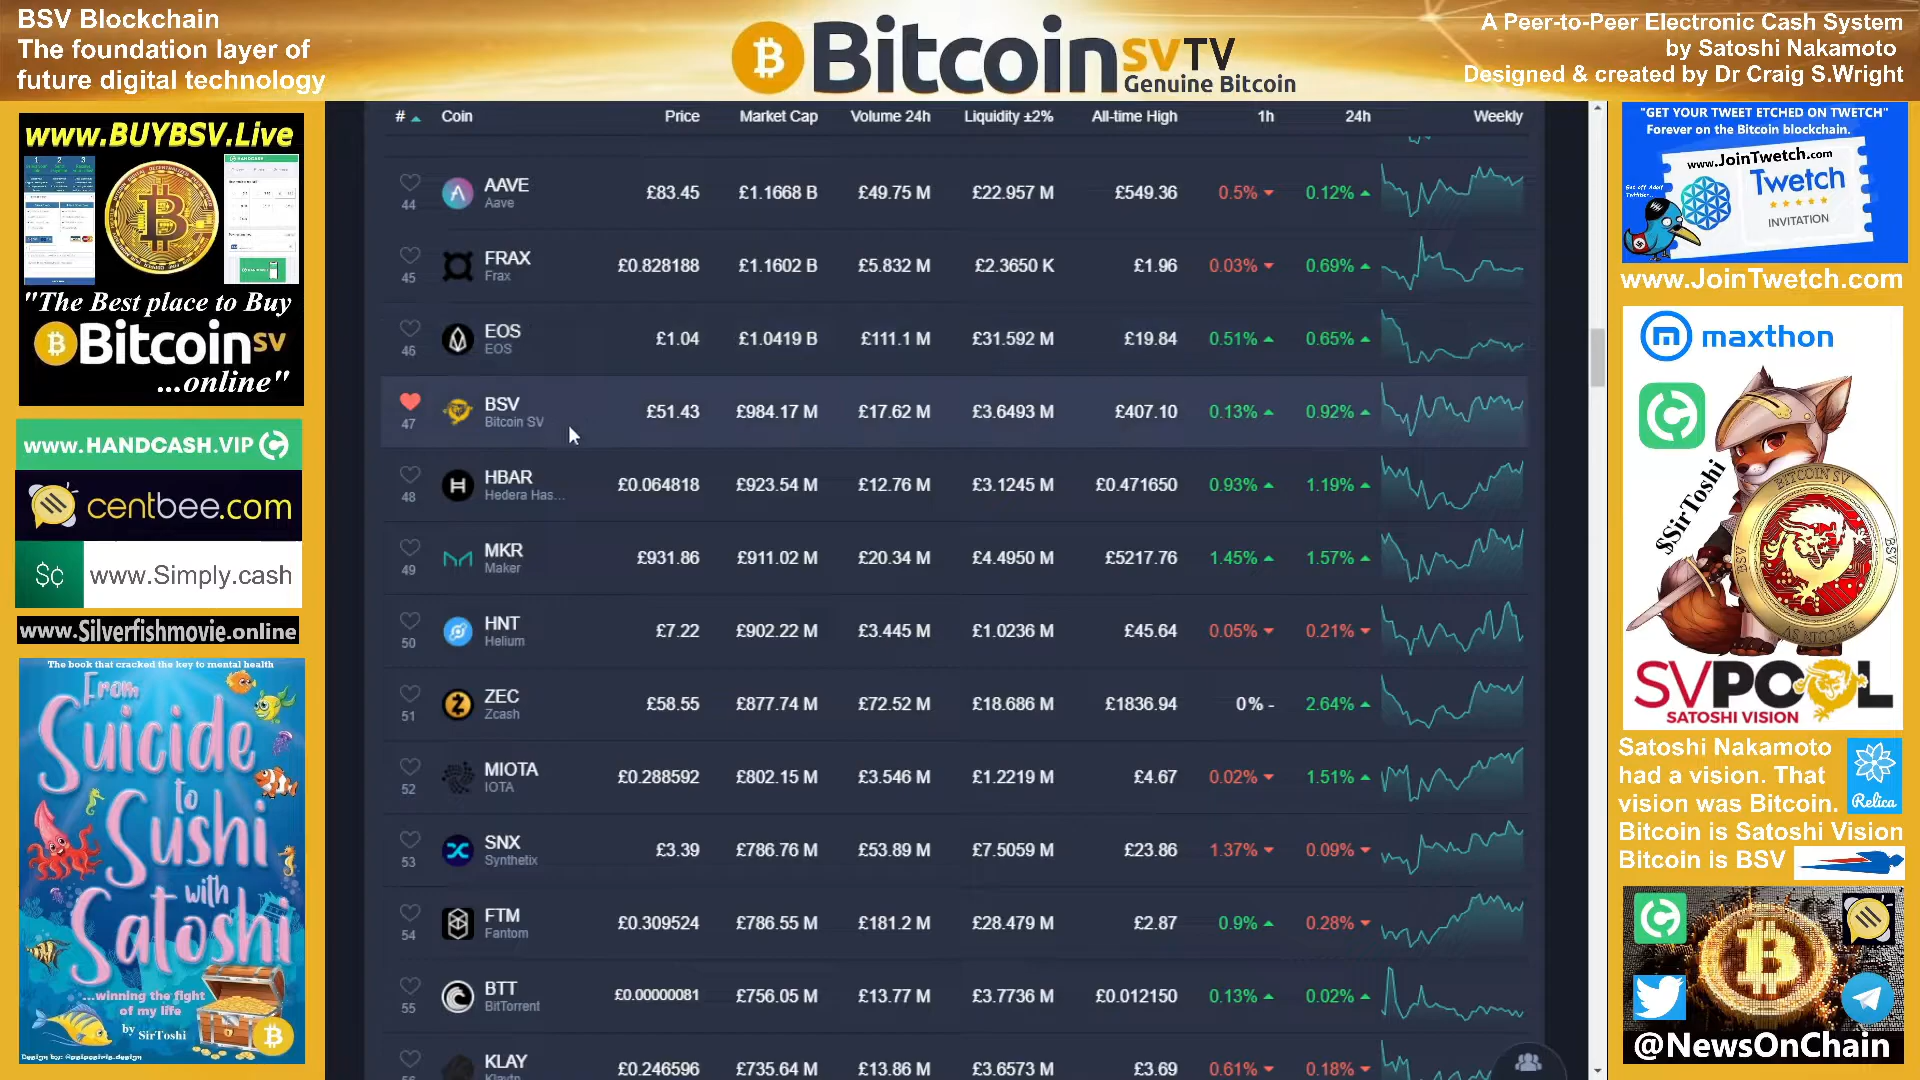 BSV Blockchain
The foundation layer of
future digital technology
Bitcoin SV TV
Genuine Bitcoin
A Peer-to-Peer Electronic Cash System
by Satoshi Nakamoto
Designed & created by Dr Craig S.Wright
www.BUYBSV.Live
"The Best place to Buy
Bitcoin SV
...online"
www.HANDCASH.VIP
centbee.com
$¢ www.Simply.cash
www.Silverfishmovie.online
The book that cracked the key to mental health
From
Suicide
to
Sushi
with
Satoshi
...winning the fight
of my life
by SirToshi
# Coin Price Market Cap Volume 24h Liquidity ±2% All-time High 1h 24h Weekly
44 AAVE Aave £83.45 £1.1668 B £49.75 M £22.957 M £549.36 0.5% 0.12%
45 FRAX Frax £0.828188 £1.1602 B £5.832 M £2.3650 K £1.96 0.03% 0.69%
46 EOS EOS £1.04 £1.0419 B £111.1 M £31.592 M £19.84 0.51% 0.65%
47 BSV Bitcoin SV £51.43 £984.17 M £17.62 M £3.6493 M £407.10 0.13% 0.92%
48 HBAR Hedera Has... £0.064818 £923.54 M £12.76 M £3.1245 M £0.471650 0.93% 1.19%
49 MKR Maker £931.86 £911.02 M £20.34 M £4.4950 M £5217.76 1.45% 1.57%
50 HNT Helium £7.22 £902.22 M £3.445 M £1.0236 M £45.64 0.05% 0.21%
51 ZEC Zcash £58.55 £877.74 M £72.52 M £18.686 M £1836.94 0% - 2.64%
52 MIOTA IOTA £0.288592 £802.15 M £3.546 M £1.2219 M £4.67 0.02% 1.51%
53 SNX Synthetix £3.39 £786.76 M £53.89 M £7.5059 M £23.86 1.37% 0.09%
54 FTM Fantom £0.309524 £786.55 M £181.2 M £28.479 M £2.87 0.9% 0.28%
55 BTT BitTorrent £0.00000081 £756.05 M £13.77 M £3.7736 M £0.012150 0.13% 0.02%
KLAY Klaytn £0.246596 £735.64 M £13.86 M £3.6573 M £3.69 0.61% 0.18%
"GET YOUR TWEET ETCHED ON TWETCH"
Forever on the Bitcoin blockchain.
www.JoinTwetch.com
Twetch
INVITATION
www.JoinTwetch.com
maxthon
$SirToshi
BITCOIN SV
BSV
BSV
BITCOIN SV
SVPOOL
SATOSHI VISION
Satoshi Nakamoto
had a vision. That
vision was Bitcoin.
Relica
Bitcoin is Satoshi Vision
Bitcoin is BSV
@NewsOnChain